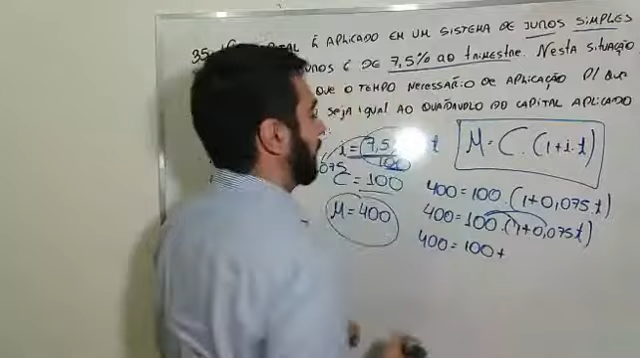 35. É APLICADO EM UM SISTEMA DE JUROS SIMPLES
JUROS É DE 7,5% AO TRIMESTRE. NESTA SITUAÇÃO
QUE O TEMPO NECESSÁRIO DE APLICAÇÃO P/ QUE
SEJA IGUAL AO QUÁDRUPLO DO CAPITAL APLICADO
i = 7,5
100
t
M = C. (1+i.t)
075
C = 100
M = 400
400 = 100. (1+0,075.t)
400 = 100.(1+0,075t)
400 = 100 +